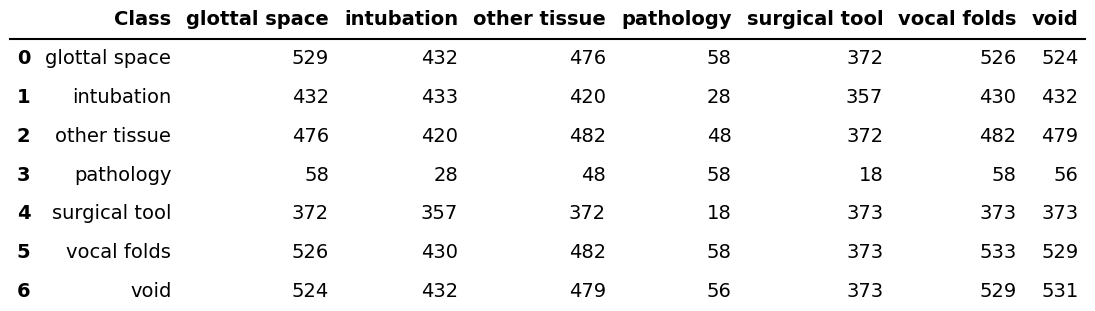 Class glottal space intubation other tissue pathology surgical tool vocal folds void
0 glottal space 529 432 476 58 372 526 524
1 intubation 432 433 420 28 357 430 432
2 other tissue 476 420 482 48 372 482 479
3 pathology 58 28 48 58 18 58 56
4 surgical tool 372 357 372 18 373 373 373
5 vocal folds 526 430 482 58 373 533 529
6 void 524 432 479 56 373 529 531